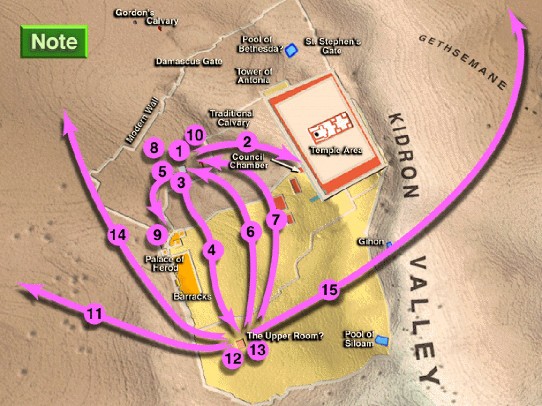 Gordon's
Calvary
Note
Pool of
Bethesda?
S. Stephen's
Gate
GETHSEMANE
Damascus Gate
Tower of
Antonia
Modern Wall
Traditional
Calvary
KIDRON
VALLEY
10
8
1
2
Temple Area
Council
Chamber
5
3
7
6
9
14
4
Ginon
Palace of
Herod
15
Barracks
11
The Upper Room?
12
13
Pool of
Siloam